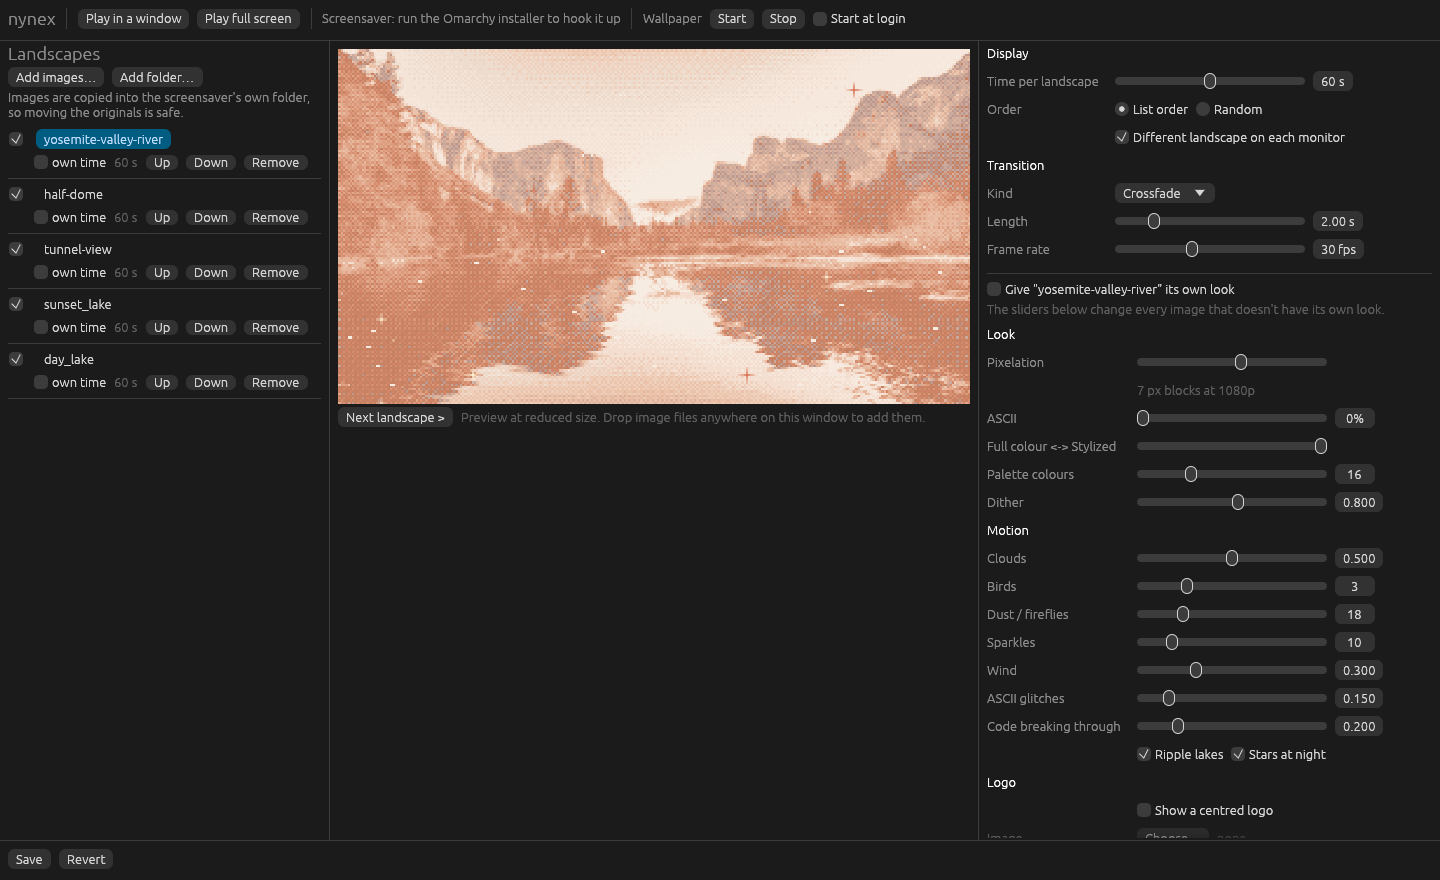 nynex
Play in a window
Play full screen
Screensaver: run the Omarchy installer to hook it up
Wallpaper
Start
Stop
Start at login
Landscapes
Add images...
Add folder...
Images are copied into the screensaver's own folder,
so moving the originals is safe.
yosemite-valley-river
own time 60 s Up Down Remove
half-dome
own time 60 s Up Down Remove
tunnel-view
own time 60 s Up Down Remove
sunset_lake
own time 60 s Up Down Remove
day_lake
own time 60 s Up Down Remove
Next landscape >
Preview at reduced size. Drop image files anywhere on this window to add them.
Display
Time per landscape 60 s
Order List order Random
Different landscape on each monitor
Transition
Kind Crossfade
Length 2.00 s
Frame rate 30 fps
Give "yosemite-valley-river" its own look
The sliders below change every image that doesn't have its own look.
Look
Pixelation
7 px blocks at 1080p
ASCII 0%
Full colour <-> Stylized
Palette colours 16
Dither 0.800
Motion
Clouds 0.500
Birds 3
Dust / fireflies 18
Sparkles 10
Wind 0.300
ASCII glitches 0.150
Code breaking through 0.200
Ripple lakes Stars at night
Logo
Show a centred logo
Save
Revert